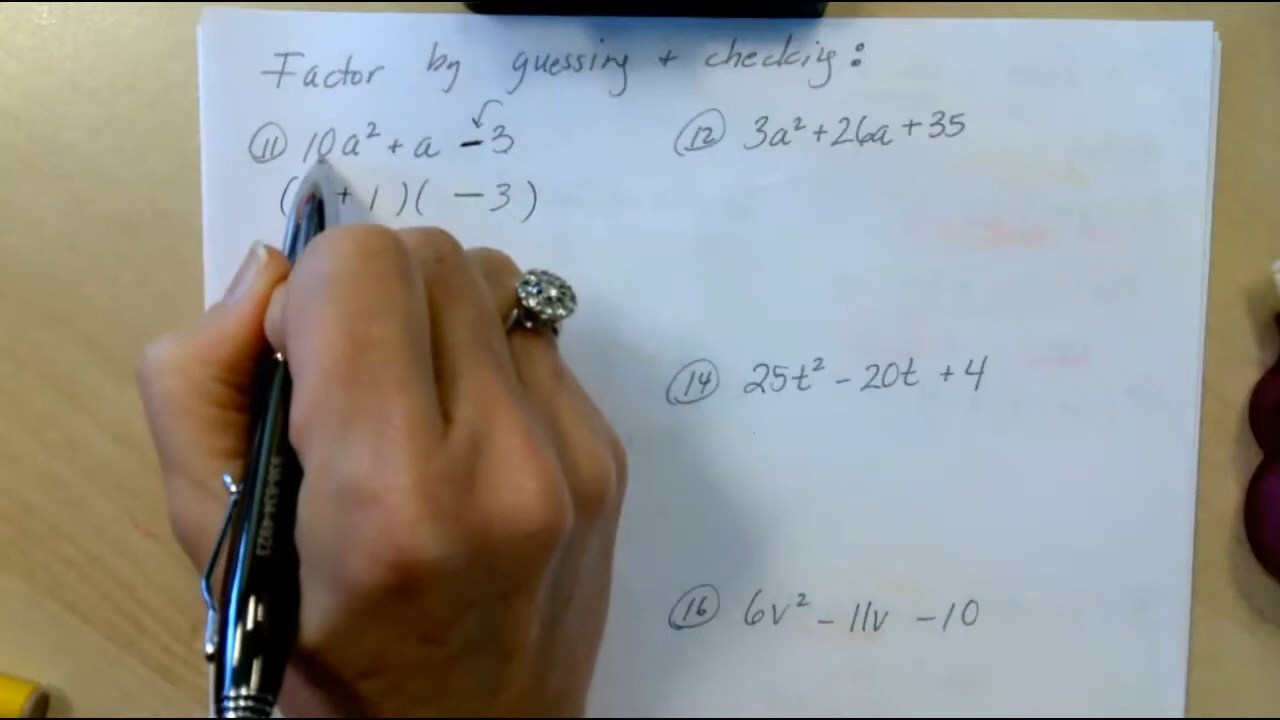 Factor by guessing + checking:
⑪ 10a² + a - 3
( + 1 )( - 3 )
⑫ 3a² + 26a + 35
⑭ 25t² - 20t + 4
⑯ 6v² - 11v - 10